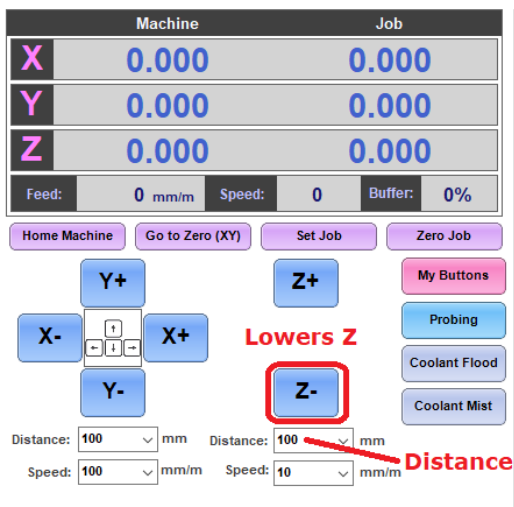 Machine Job
X 0.000 0.000
Y 0.000 0.000
Z 0.000 0.000
Feed: 0 mm/m Speed: 0 Buffer: 0%
Home Machine Go to Zero (XY) Set Job Zero Job
Y+ Z+ My Buttons
X- X+ Lowers Z Probing
Coolant Flood
Y- Z- Coolant Mist
Distance: 100 mm Distance: 100 mm
Distance
Speed: 100 mm/m Speed: 10 mm/m